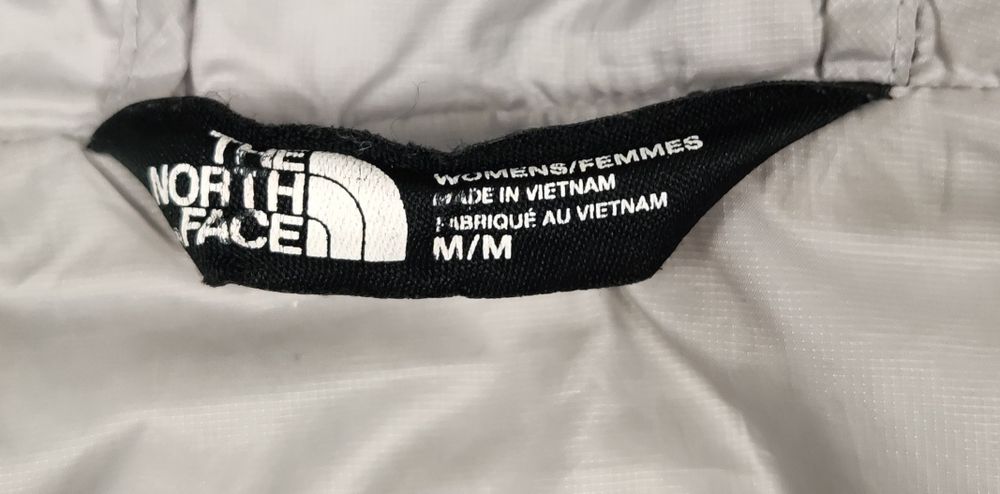 THE
NORTH
FACE
WOMENS/FEMMES
MADE IN VIETNAM
FABRIQUÉ AU VIETNAM
M/M